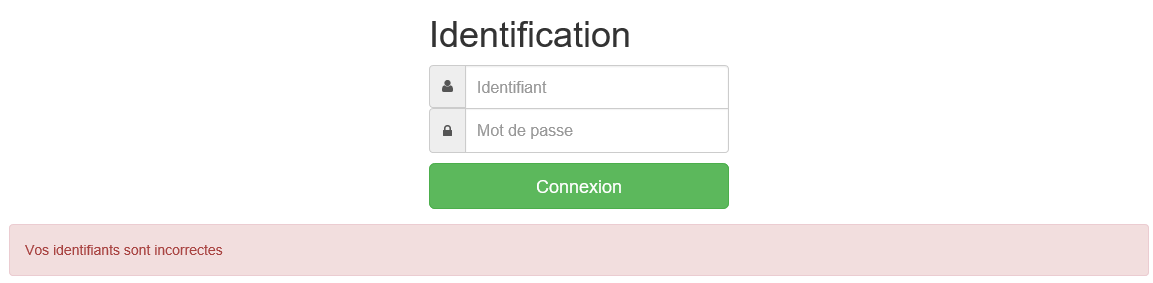 Identification
Identifiant
Mot de passe
Connexion
Vos identifiants sont incorrectes